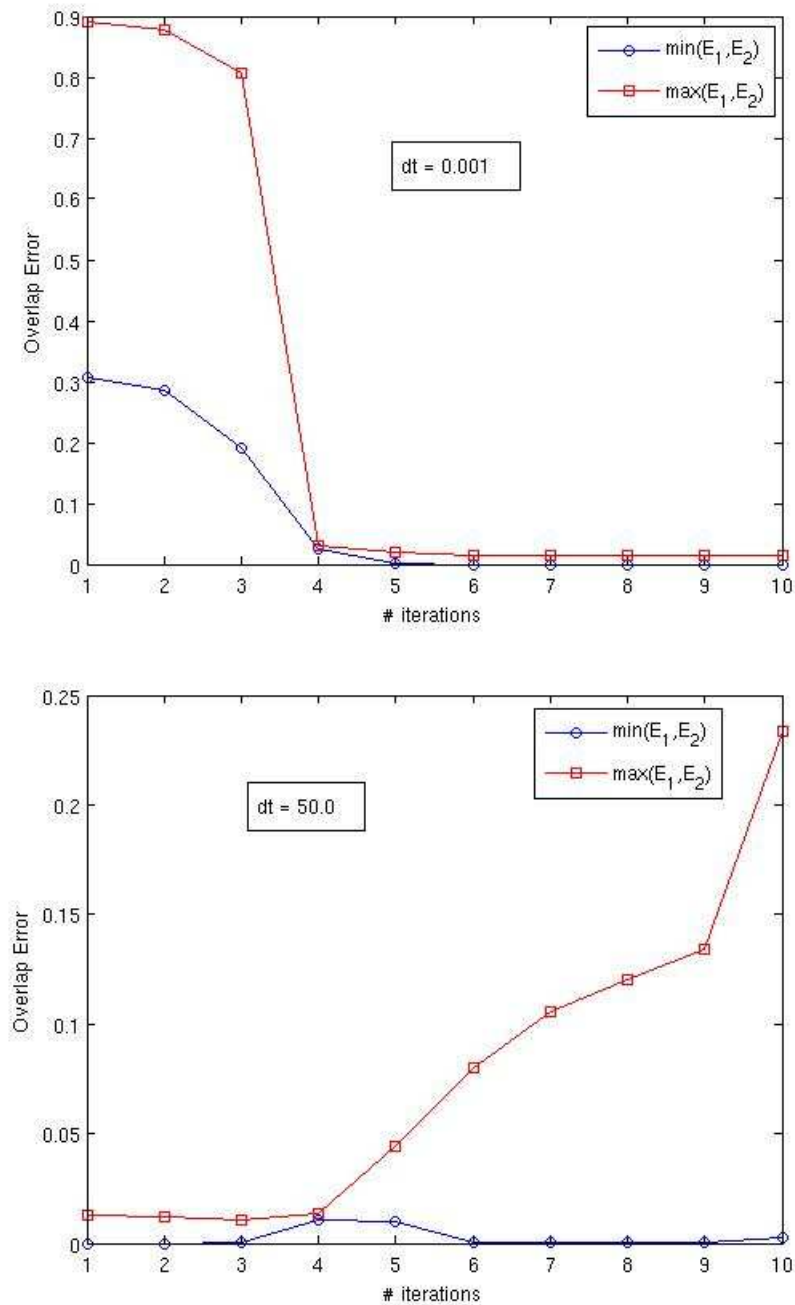 0.9
0.8
0.7
0.6
0.5
0.4
0.3
0.2
0.1
0
Overlap Error
min(E1,E2)
max(E1,E2)
dt = 0.001
1 2 3 4 5 6 7 8 9 10
# iterations
0.25
0.2
0.15
0.1
0.05
0
Overlap Error
min(E1,E2)
max(E1,E2)
dt = 50.0
1 2 3 4 5 6 7 8 9 10
# iterations